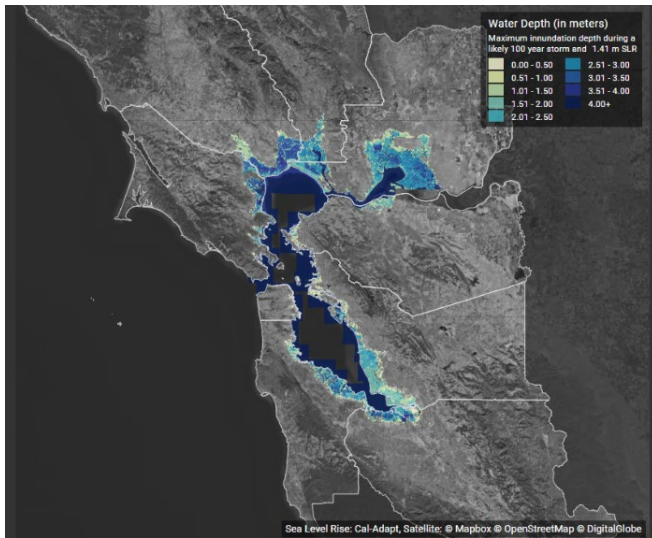 Water Depth (in meters)
Maximum innundation depth during a
likely 100 year storm and 1.41 m SLR
0.00 - 0.50
0.51 - 1.00
1.01 - 1.50
1.51 - 2.00
2.01 - 2.50
2.51 - 3.00
3.01 - 3.50
3.51 - 4.00
4.00+
Sea Level Rise: Cal-Adapt, Satellite: © Mapbox © OpenStreetMap © DigitalGlobe